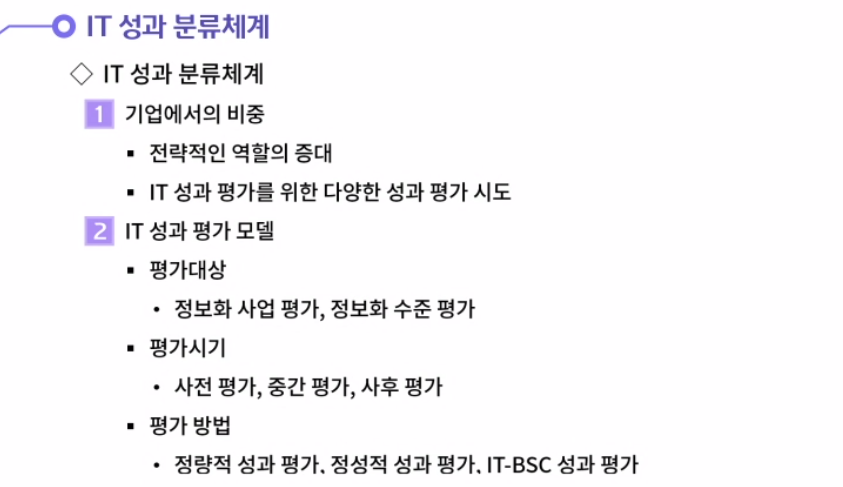 IT 성과 분류체계
◇ IT 성과 분류체계
1 기업에서의 비중
▪ 전략적인 역할의 증대
▪ IT 성과 평가를 위한 다양한 성과 평가 시도
2 IT 성과 평가 모델
▪ 평가대상
• 정보화 사업 평가, 정보화 수준 평가
▪ 평가시기
• 사전 평가, 중간 평가, 사후 평가
▪ 평가 방법
• 정량적 성과 평가, 정성적 성과 평가, IT-BSC 성과 평가